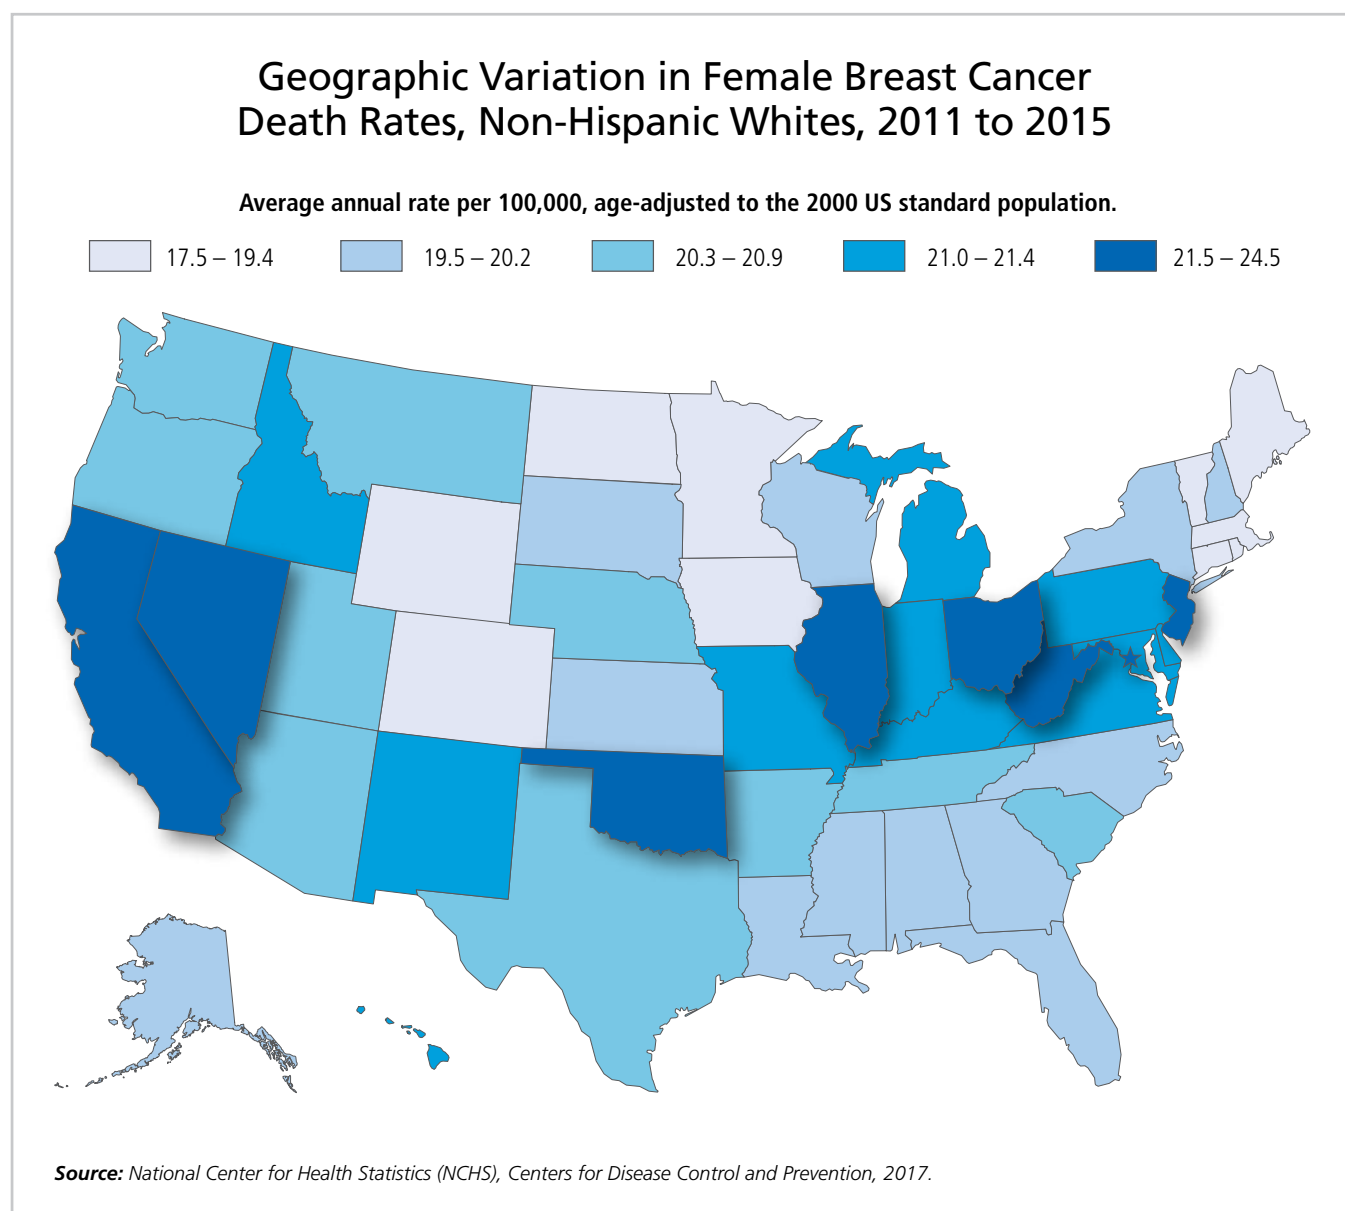 Geographic Variation in Female Breast Cancer
Death Rates, Non-Hispanic Whites, 2011 to 2015
Average annual rate per 100,000, age-adjusted to the 2000 US standard population.
17.5 – 19.4 19.5 – 20.2 20.3 – 20.9 21.0 – 21.4 21.5 – 24.5
Source: National Center for Health Statistics (NCHS), Centers for Disease Control and Prevention, 2017.